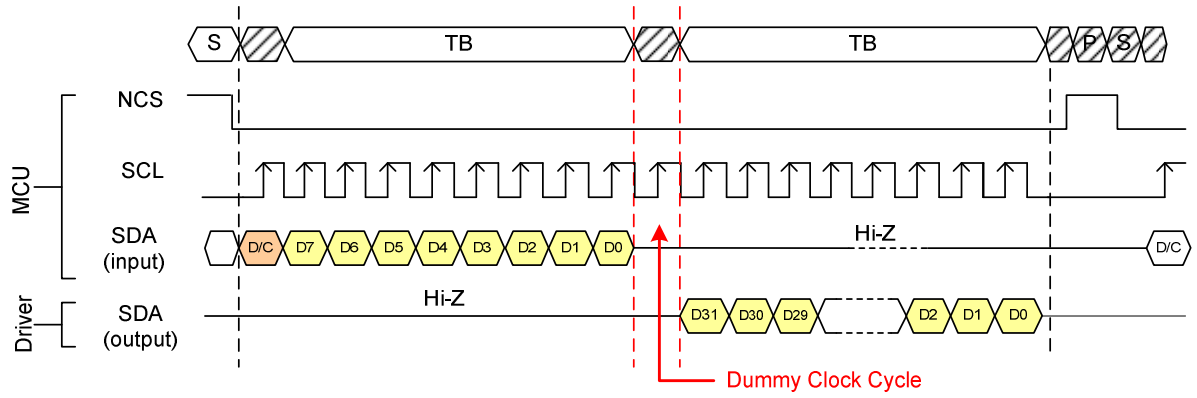 S TB TB P S
NCS
SCL
MCU
SDA
(input)
D/C D7 D6 D5 D4 D3 D2 D1 D0 Hi-Z D/C
Driver
SDA
(output)
Hi-Z D31 D30 D29 D2 D1 D0
Dummy Clock Cycle